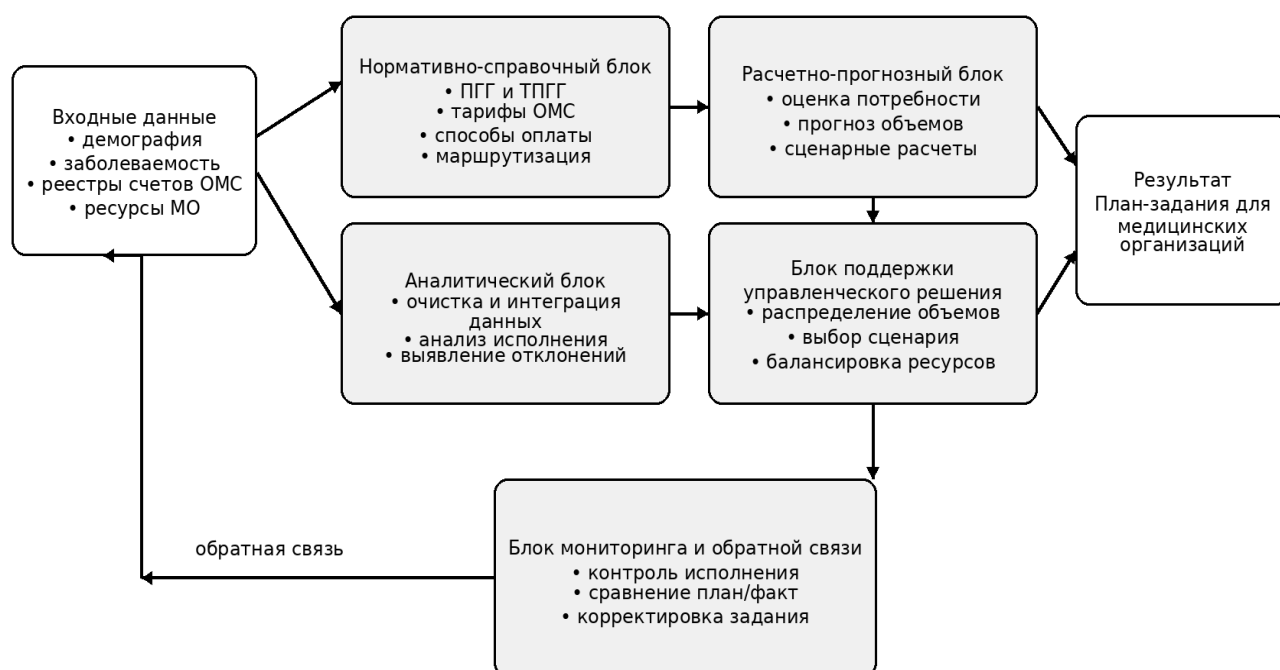 Входные данные
• демография
• заболеваемость
• реестры счетов ОМС
• ресурсы МО
Нормативно-справочный блок
• ПГГ и ТПГГ
• тарифы ОМС
• способы оплаты
• маршрутизация
Расчетно-прогнозный блок
• оценка потребности
• прогноз объемов
• сценарные расчеты
Аналитический блок
• очистка и интеграция
данных
• анализ исполнения
• выявление отклонений
Блок поддержки
управленческого решения
• распределение объемов
• выбор сценария
• балансировка ресурсов
Результат
План-задания для
медицинских
организаций
обратная связь
Блок мониторинга и обратной связи
• контроль исполнения
• сравнение план/факт
• корректировка задания